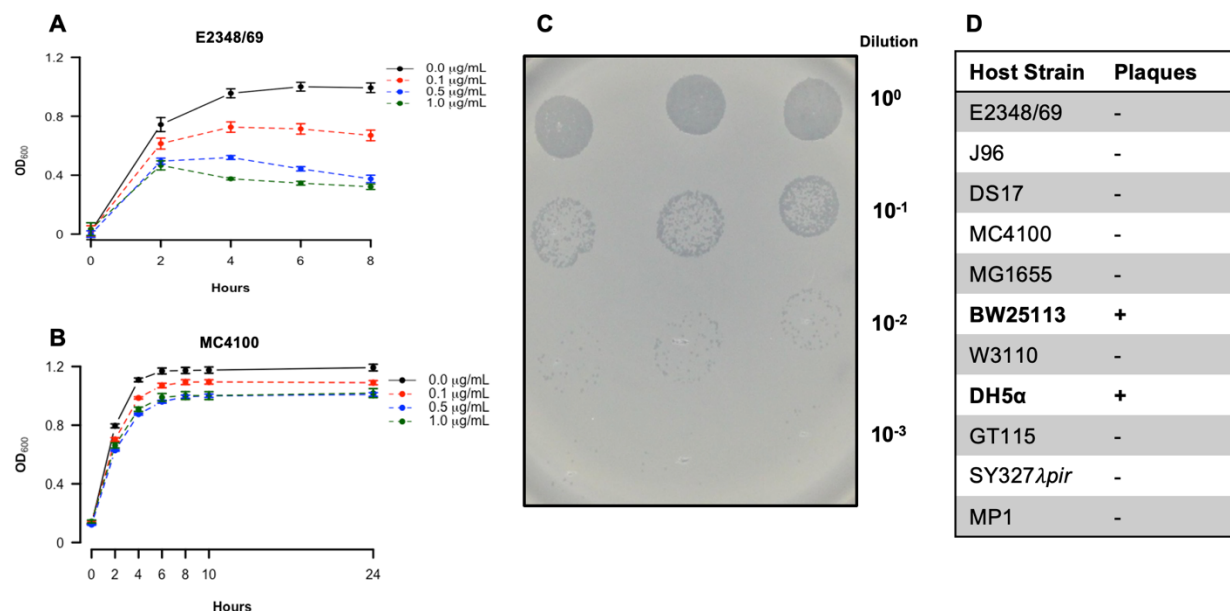 A
E2348/69
1.2
0.8
0.4
0
OD600
0.0 μg/mL
0.1 μg/mL
0.5 μg/mL
1.0 μg/mL
0 2 4 6 8
Hours
B
MC4100
1.2
0.8
0.4
0
OD600
0.0 μg/mL
0.1 μg/mL
0.5 μg/mL
1.0 μg/mL
0 2 4 6 8 10 24
Hours
C
Dilution
10⁰
10⁻¹
10⁻²
10⁻³
D
Host Strain Plaques
E2348/69 -
J96 -
DS17 -
MC4100 -
MG1655 -
BW25113 +
W3110 -
DH5α +
GT115 -
SY327λpir -
MP1 -